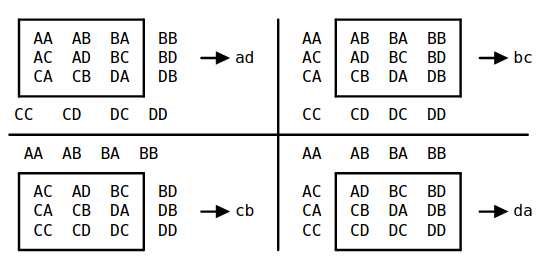 AA AB BA BB
AC AD BC BD → ad
CA CB DA DB
CC CD DC DD
AA AB BA BB
AC AD BC BD → bc
CA CB DA DB
CC CD DC DD
AA AB BA BB
AC AD BC BD
CA CB DA DB → cb
CC CD DC DD
AA AB BA BB
AC AD BC BD
CA CB DA DB → da
CC CD DC DD